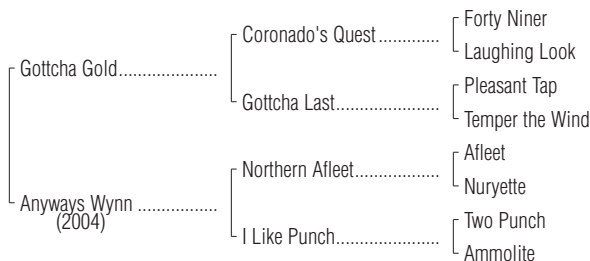 Forty Niner
Coronado's Quest.............
Laughing Look
Gottcha Gold.....................
Pleasant Tap
Gottcha Last......................
Temper the Wind
Afleet
Northern Afleet..................
Nuryette
Anyways Wynn .................
(2004)
Two Punch
I Like Punch......................
Ammolite